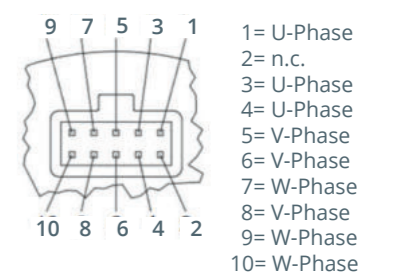 9 7 5 3 1
10 8 6 4 2
1= U-Phase
2= n.c.
3= U-Phase
4= U-Phase
5= V-Phase
6= V-Phase
7= W-Phase
8= V-Phase
9= W-Phase
10= W-Phase